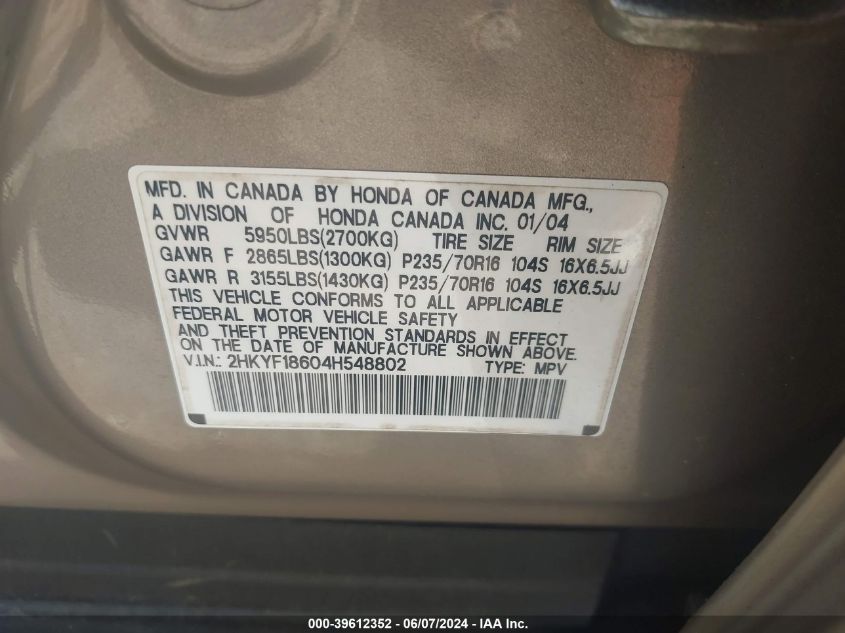 MFD. IN CANADA BY HONDA OF CANADA MFG.,
A DIVISION OF HONDA CANADA INC. 01/04
GVWR 5950LBS(2700KG) TIRE SIZE RIM SIZE
GAWR F 2865LBS(1300KG) P235/70R16 104S 16X6.5JJ
GAWR R 3155LBS(1430KG) P235/70R16 104S 16X6.5JJ
THIS VEHICLE CONFORMS TO ALL APPLICABLE
FEDERAL MOTOR VEHICLE SAFETY
AND THEFT PREVENTION STANDARDS IN EFFECT
ON THE DATE OF MANUFACTURE SHOWN ABOVE.
V.I.N.: 2HKYF18604H548802 TYPE: MPV
000-39612352 - 06/07/2024 - IAA Inc.